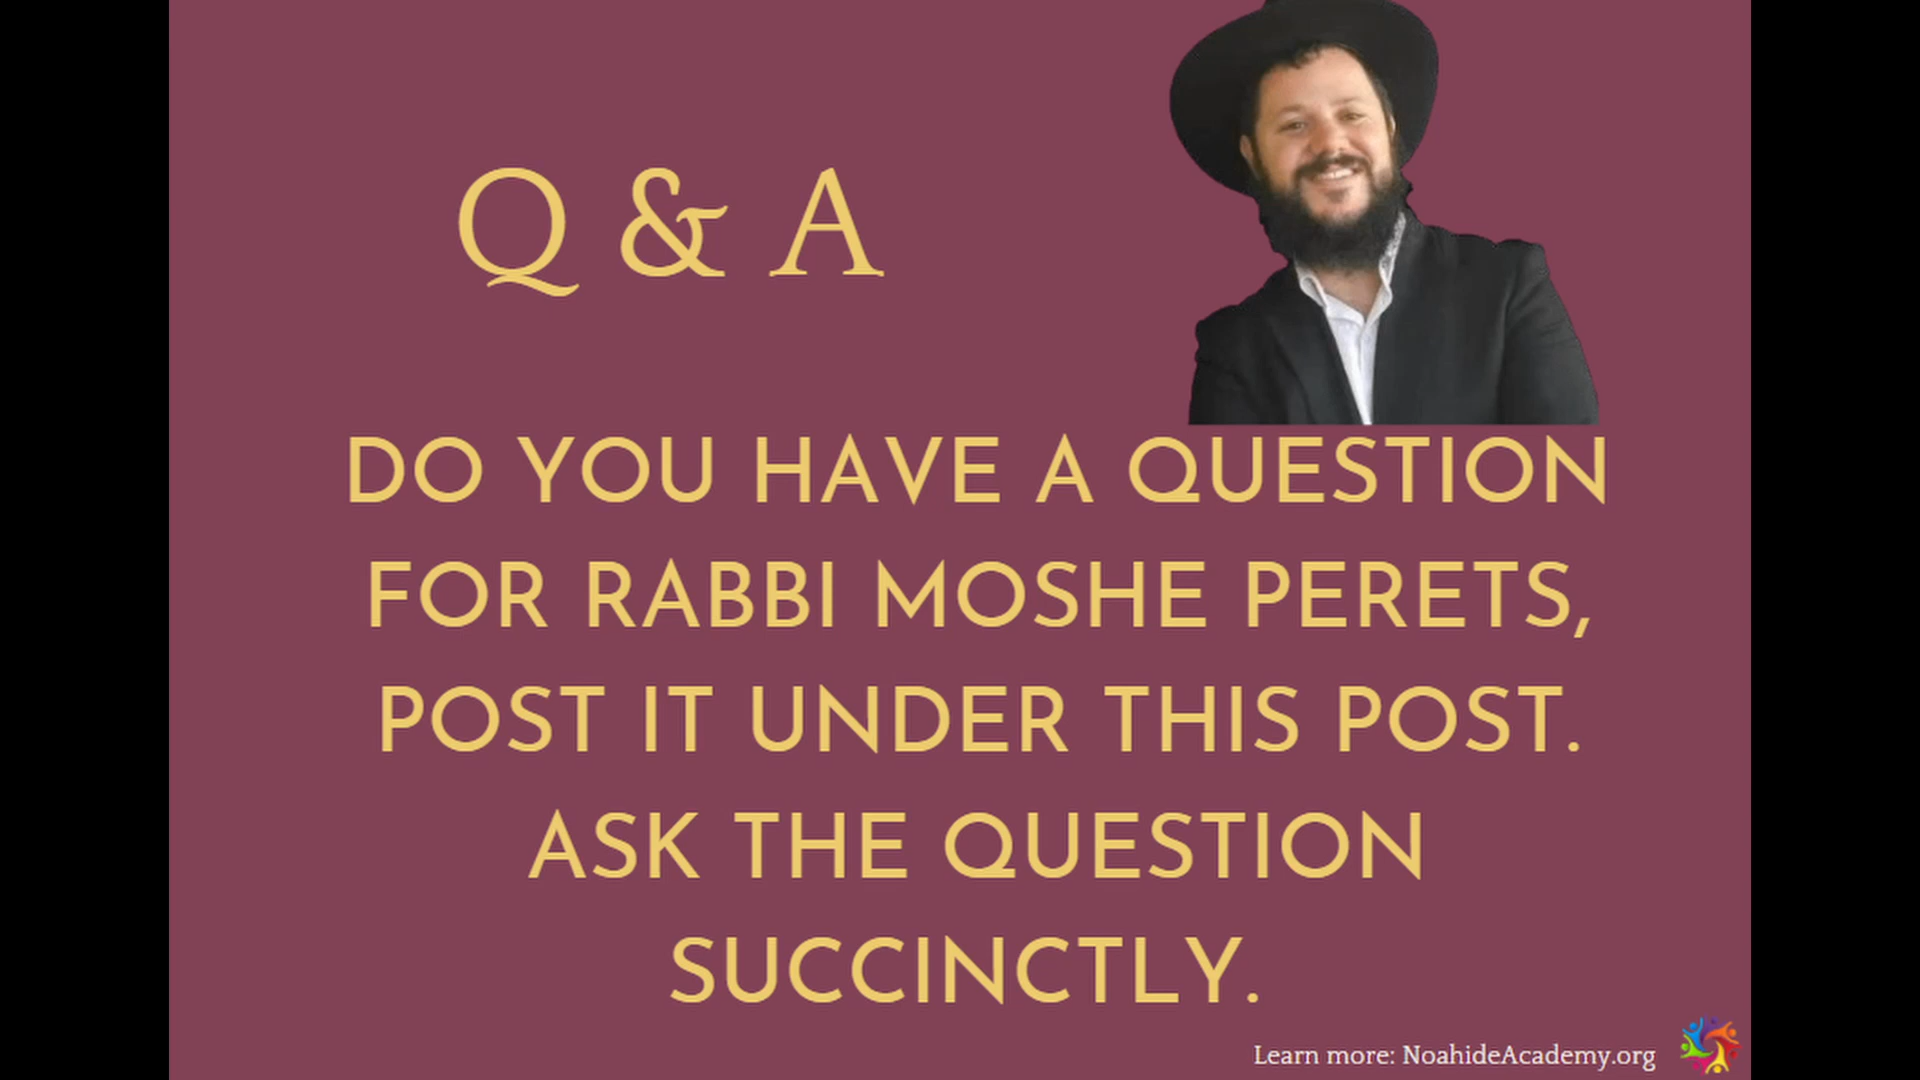 Q & A
DO YOU HAVE A QUESTION
FOR RABBI MOSHE PERETS,
POST IT UNDER THIS POST.
ASK THE QUESTION
SUCCINCTLY.
Learn more: NoahideAcademy.org